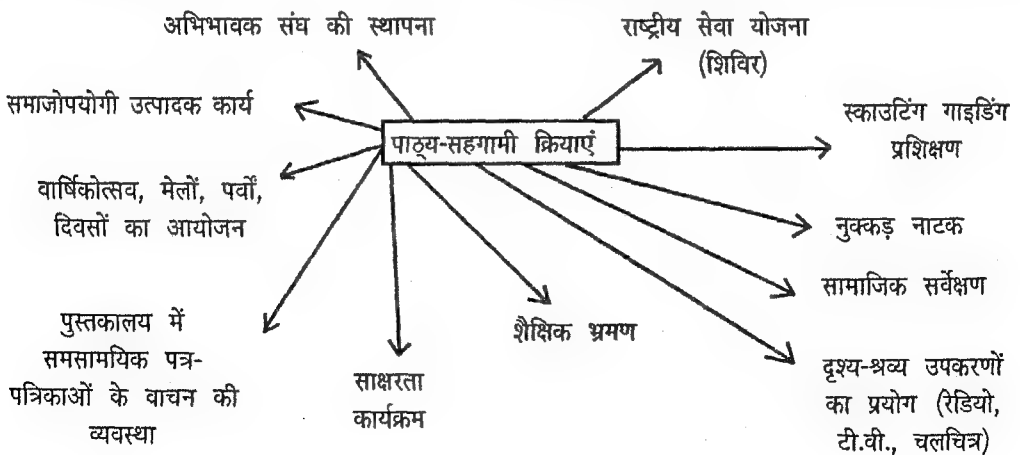 अभिभावक संघ की स्थापना
राष्ट्रीय सेवा योजना
(शिविर)
समाजोपयोगी उत्पादक कार्य
पाठ्य-सहगामी क्रियाएं
स्काउटिंग गाइडिंग
प्रशिक्षण
वार्षिकोत्सव, मेलों, पर्वों,
दिवसों का आयोजन
नुक्कड़ नाटक
सामाजिक सर्वेक्षण
पुस्तकालय में
समसामयिक पत्र-
पत्रिकाओं के वाचन की
व्यवस्था
साक्षरता
कार्यक्रम
शैक्षिक भ्रमण
दृश्य-श्रव्य उपकरणों
का प्रयोग (रेडियो,
टी.वी., चलचित्र)